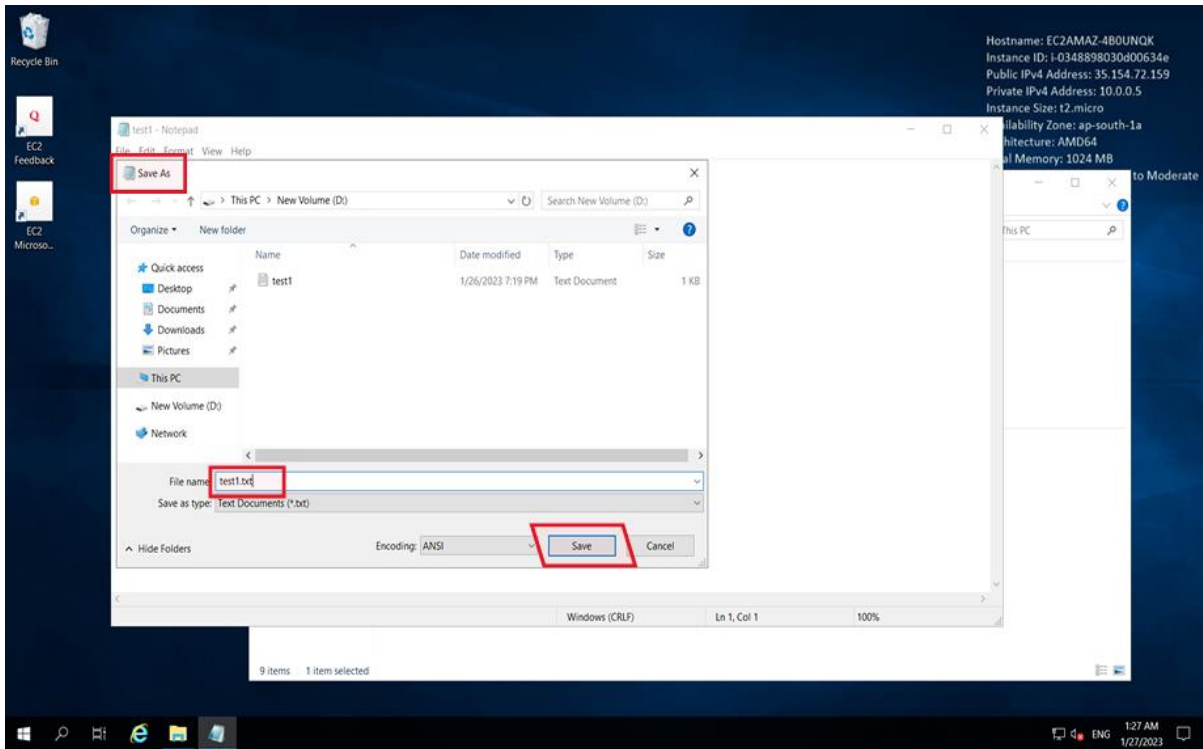 Recycle Bin
Hostname: EC2AMAZ-4B0UNQK
Instance ID: i-0348898030d00634e
Public IPv4 Address: 35.154.72.159
Private IPv4 Address: 10.0.0.5
Instance Size: t2.micro
ilability Zone: ap-south-1a
hitecture: AMD64
al Memory: 1024 MB
to Moderate
EC2
Feedback
EC2
Microso...
test1 - Notepad
File Edit Format View Help
Save As
This PC > New Volume (D:)
Search New Volume (D:)
This PC
Organize
New folder
Name Date modified Type Size
test1 1/26/2023 7:19 PM Text Document 1 KB
Quick access
Desktop
Documents
Downloads
Pictures
This PC
New Volume (D:)
Network
File name: test1.txt
Save as type: Text Documents (*.txt)
Hide Folders
Encoding: ANSI
Save
Cancel
Windows (CRLF) Ln 1, Col 1 100%
9 items 1 item selected
ENG
1:27 AM
1/27/2023